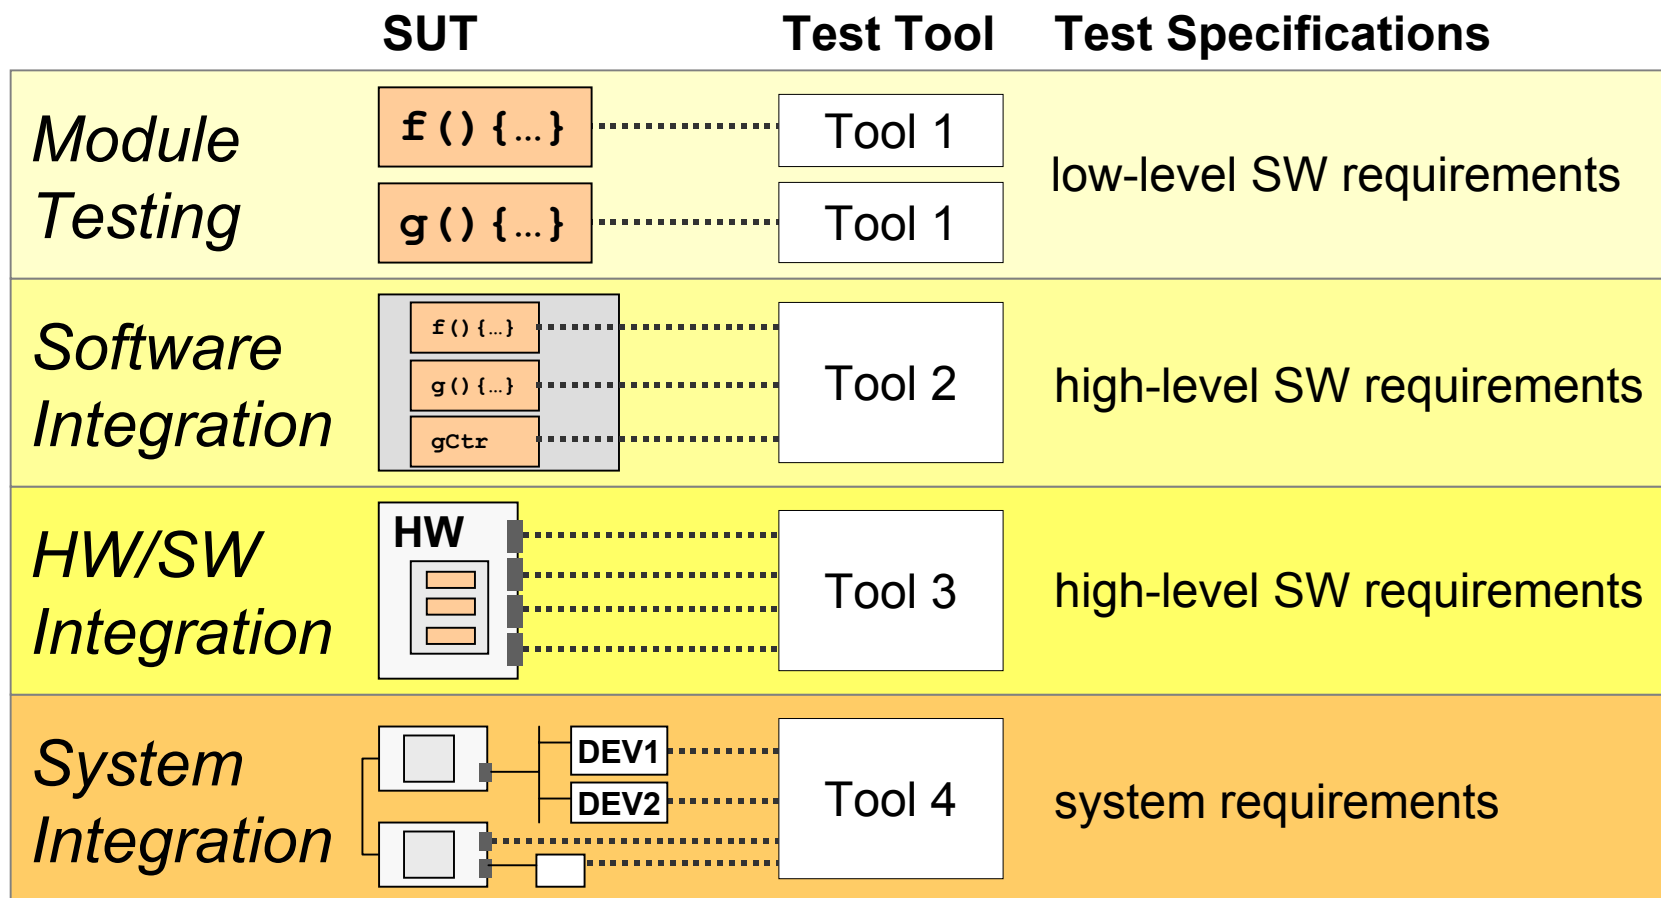 SUT Test Tool Test Specifications
Module
Testing
f(){…}
Tool 1
g(){…}
Tool 1
low-level SW requirements
Software
Integration
f(){…}
g(){…}
gCtr
Tool 2
high-level SW requirements
HW/SW
Integration
HW
Tool 3
high-level SW requirements
System
Integration
DEV1
DEV2
Tool 4
system requirements